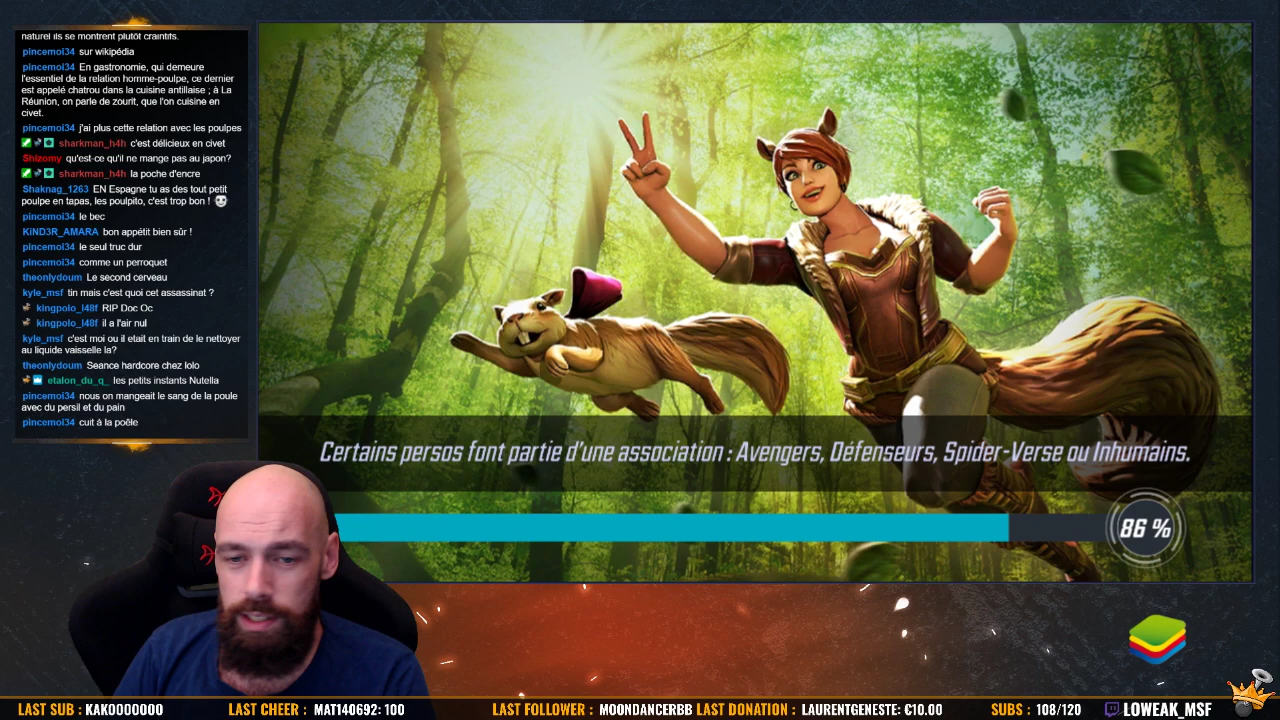 naturel ils se montrent plutôt craintifs.
pincemoi34 sur wikipédia
pincemoi34 En gastronomie, qui demeure
l'essentiel de la relation homme-poulpe, ce dernier
est appelé chatrou dans la cuisine antillaise ; à La
Réunion, on parle de zourit, que l'on cuisine en
civet.
pincemoi34 j'ai plus cette relation avec les poulpes
sharkman_h4h c'est délicieux en civet
Shizomy qu'est-ce qu'il ne mange pas au japon?
sharkman_h4h la poche d'encre
Shaknag_1263 EN Espagne tu as des tout petit
poulpe en tapas, les poulpito, c'est trop bon !
pincemoi34 le bec
KiND3R_AMARA bon appétit bien sûr !
pincemoi34 le seul truc dur
pincemoi34 comme un perroquet
theonlydoum Le second cerveau
kyle_msf tin mais c'est quoi cet assassinat ?
kingpolo_l48f RIP Doc Oc
kingpolo_l48f il a l'air nul
kyle_msf c'est moi ou il etait en train de le nettoyer
au liquide vaisselle la?
theonlydoum Seance hardcore chez lolo
etalon_du_q_ les petits instants Nutella
pincemoi34 nous on mangeait le sang de la poule
avec du persil et du pain
pincemoi34 cuit à la poêle
Certains persos font partie d'une association : Avengers, Défenseurs, Spider-Verse ou Inhumains.
86 %
LAST SUB : KAKO000000
LAST CHEER : MAT140692: 100
LAST FOLLOWER : MOONDANCERBB
LAST DONATION : LAURENTGENESTE: €10.00
SUBS : 108/120
LOWEAK_MSF